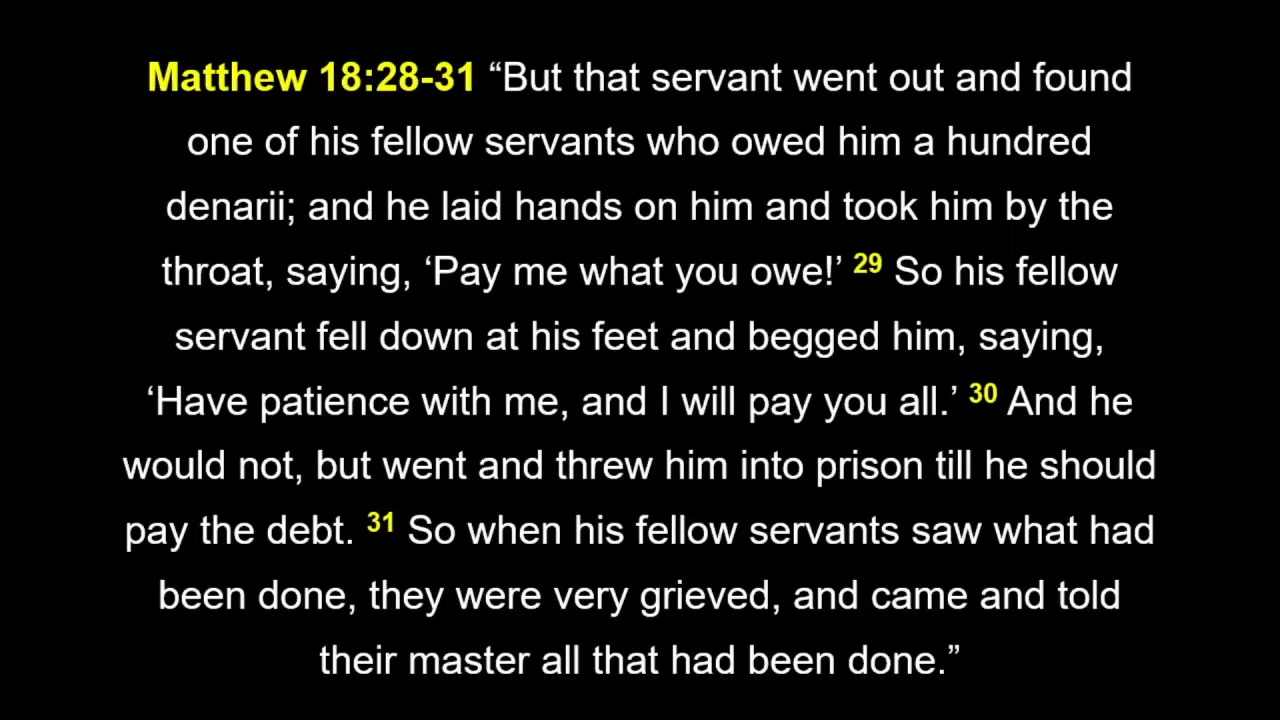 Matthew 18:28-31 “But that servant went out and found
one of his fellow servants who owed him a hundred
denarii; and he laid hands on him and took him by the
throat, saying, ‘Pay me what you owe!’ 29 So his fellow
servant fell down at his feet and begged him, saying,
‘Have patience with me, and I will pay you all.’ 30 And he
would not, but went and threw him into prison till he should
pay the debt. 31 So when his fellow servants saw what had
been done, they were very grieved, and came and told
their master all that had been done.”